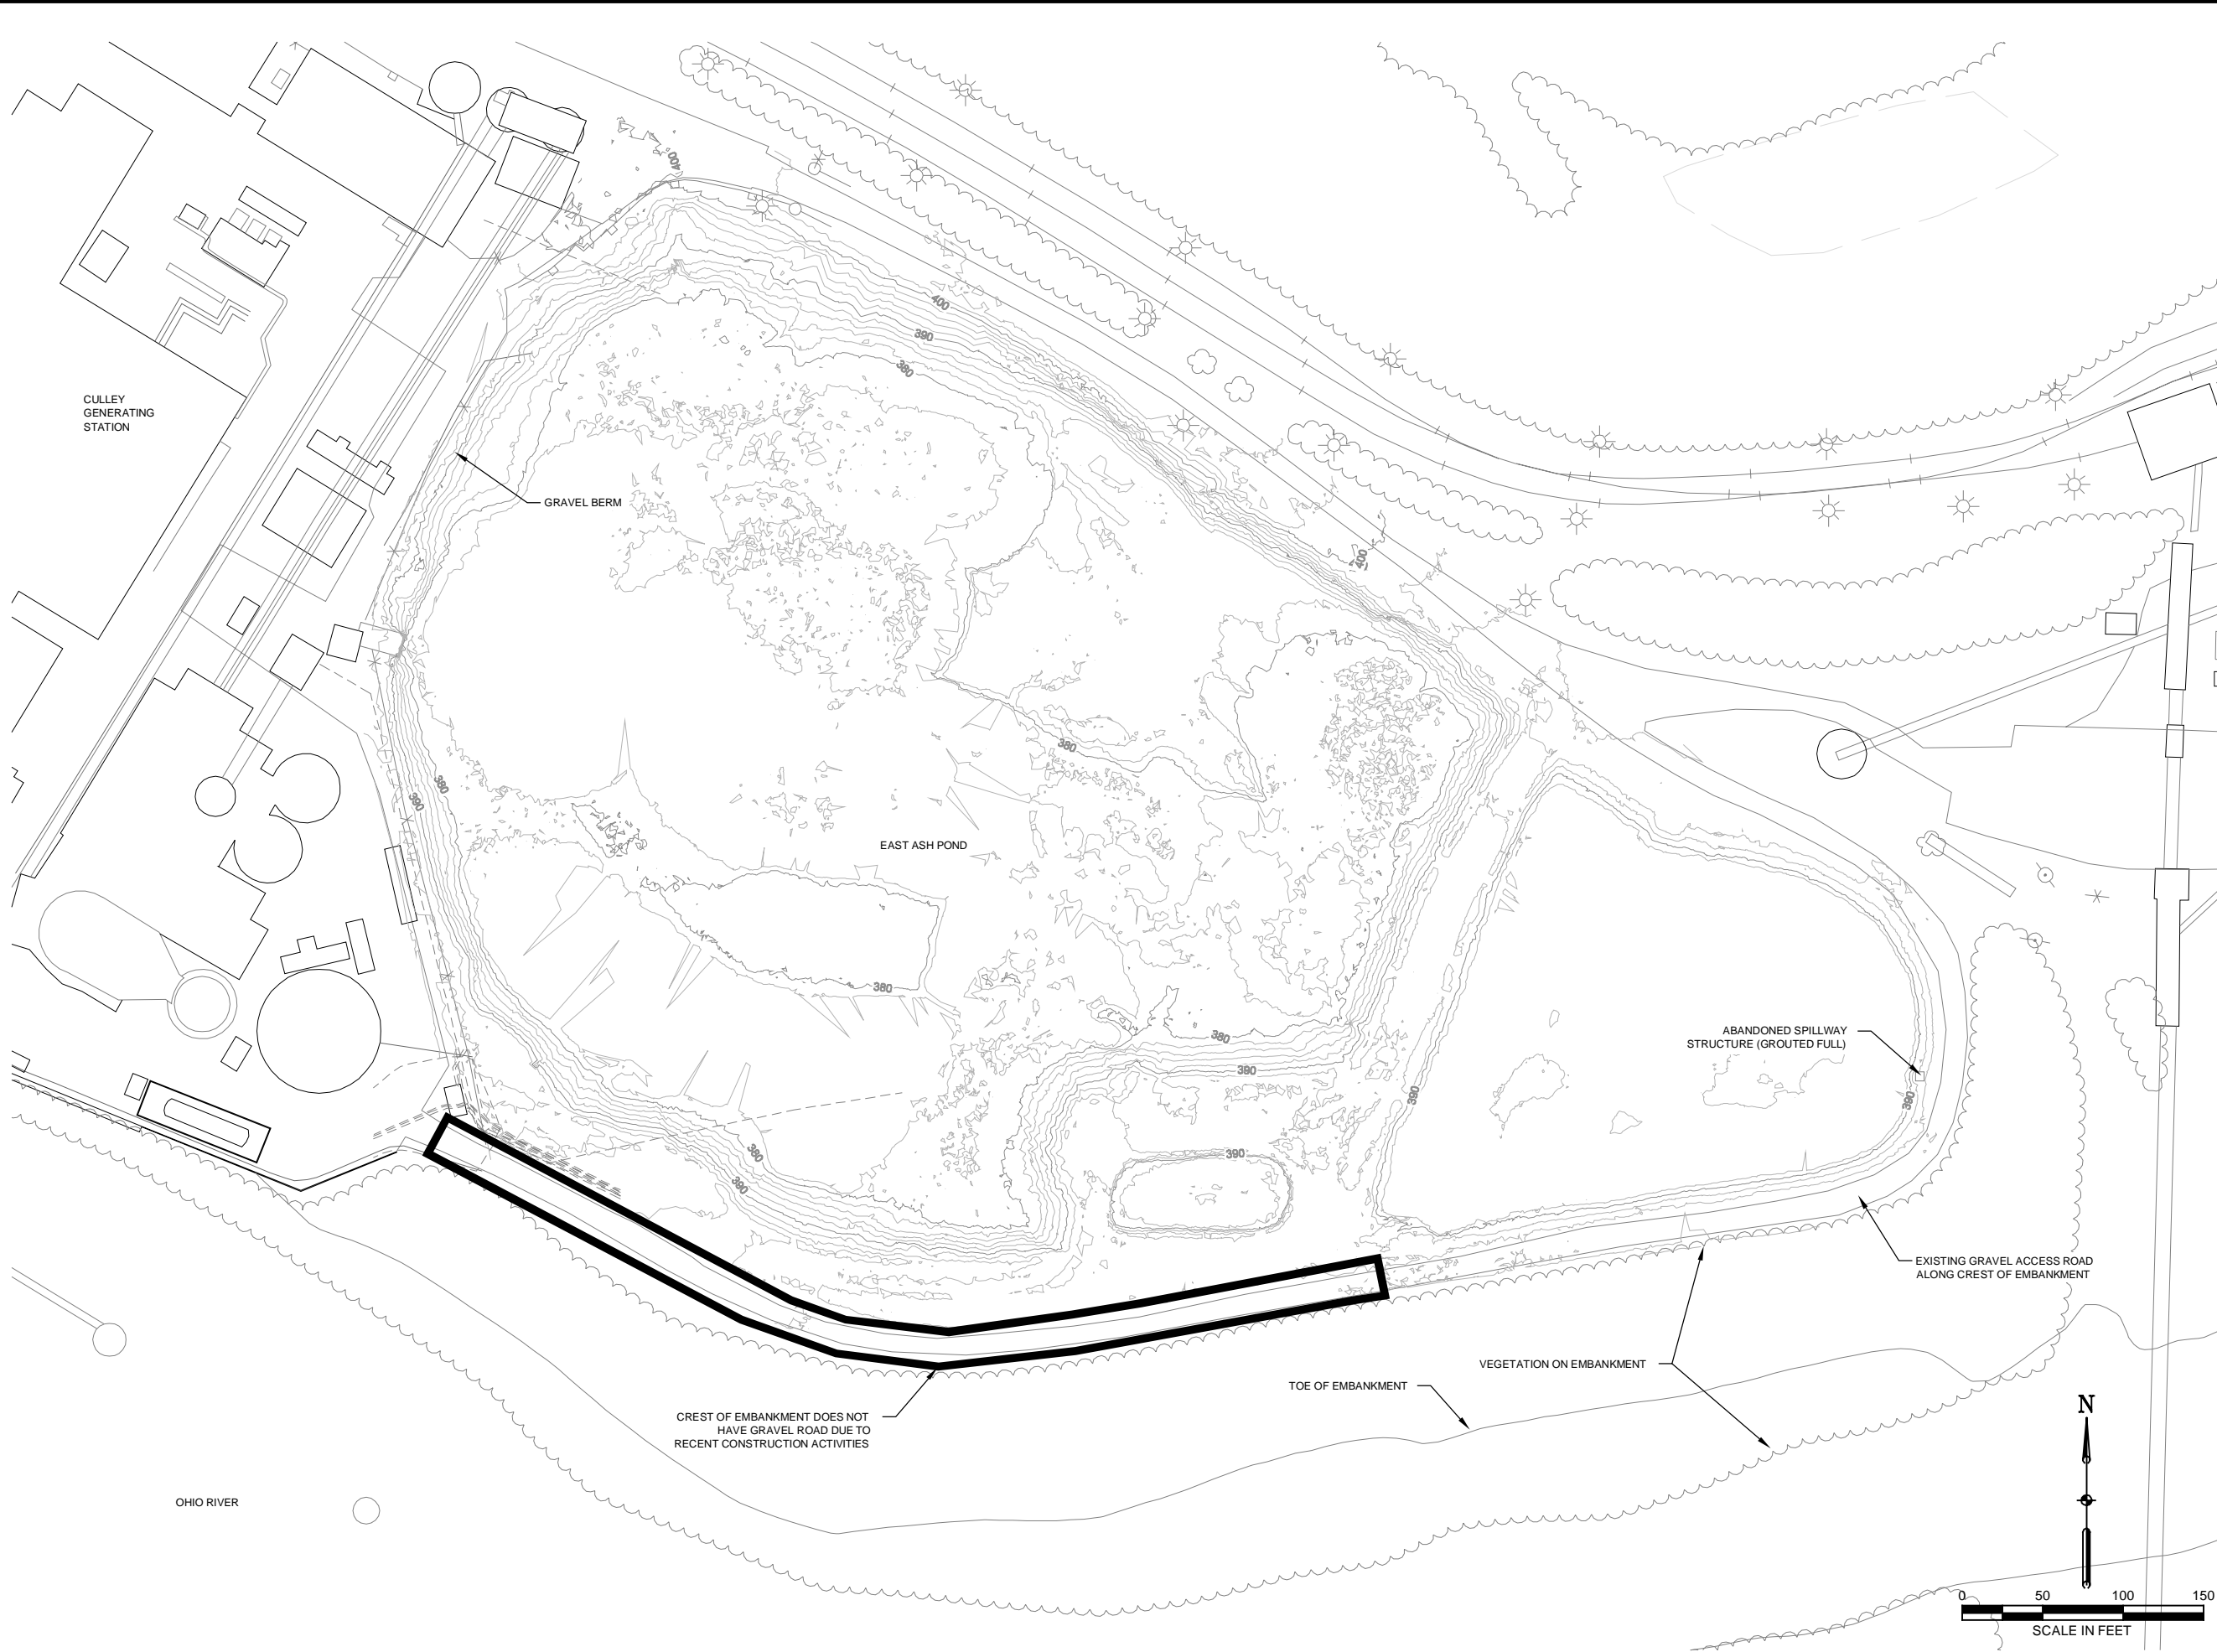 400
400
390
380
CULLEY
GENERATING
STATION
GRAVEL BERM
400
380
380
390
EAST ASH POND
380
380
390
390
ABANDONED SPILLWAY
STRUCTURE (GROUTED FULL)
390
380
390
390
EXISTING GRAVEL ACCESS ROAD
ALONG CREST OF EMBANKMENT
VEGETATION ON EMBANKMENT
TOE OF EMBANKMENT
CREST OF EMBANKMENT DOES NOT
HAVE GRAVEL ROAD DUE TO
RECENT CONSTRUCTION ACTIVITIES
N
OHIO RIVER
0 50 100 150
SCALE IN FEET